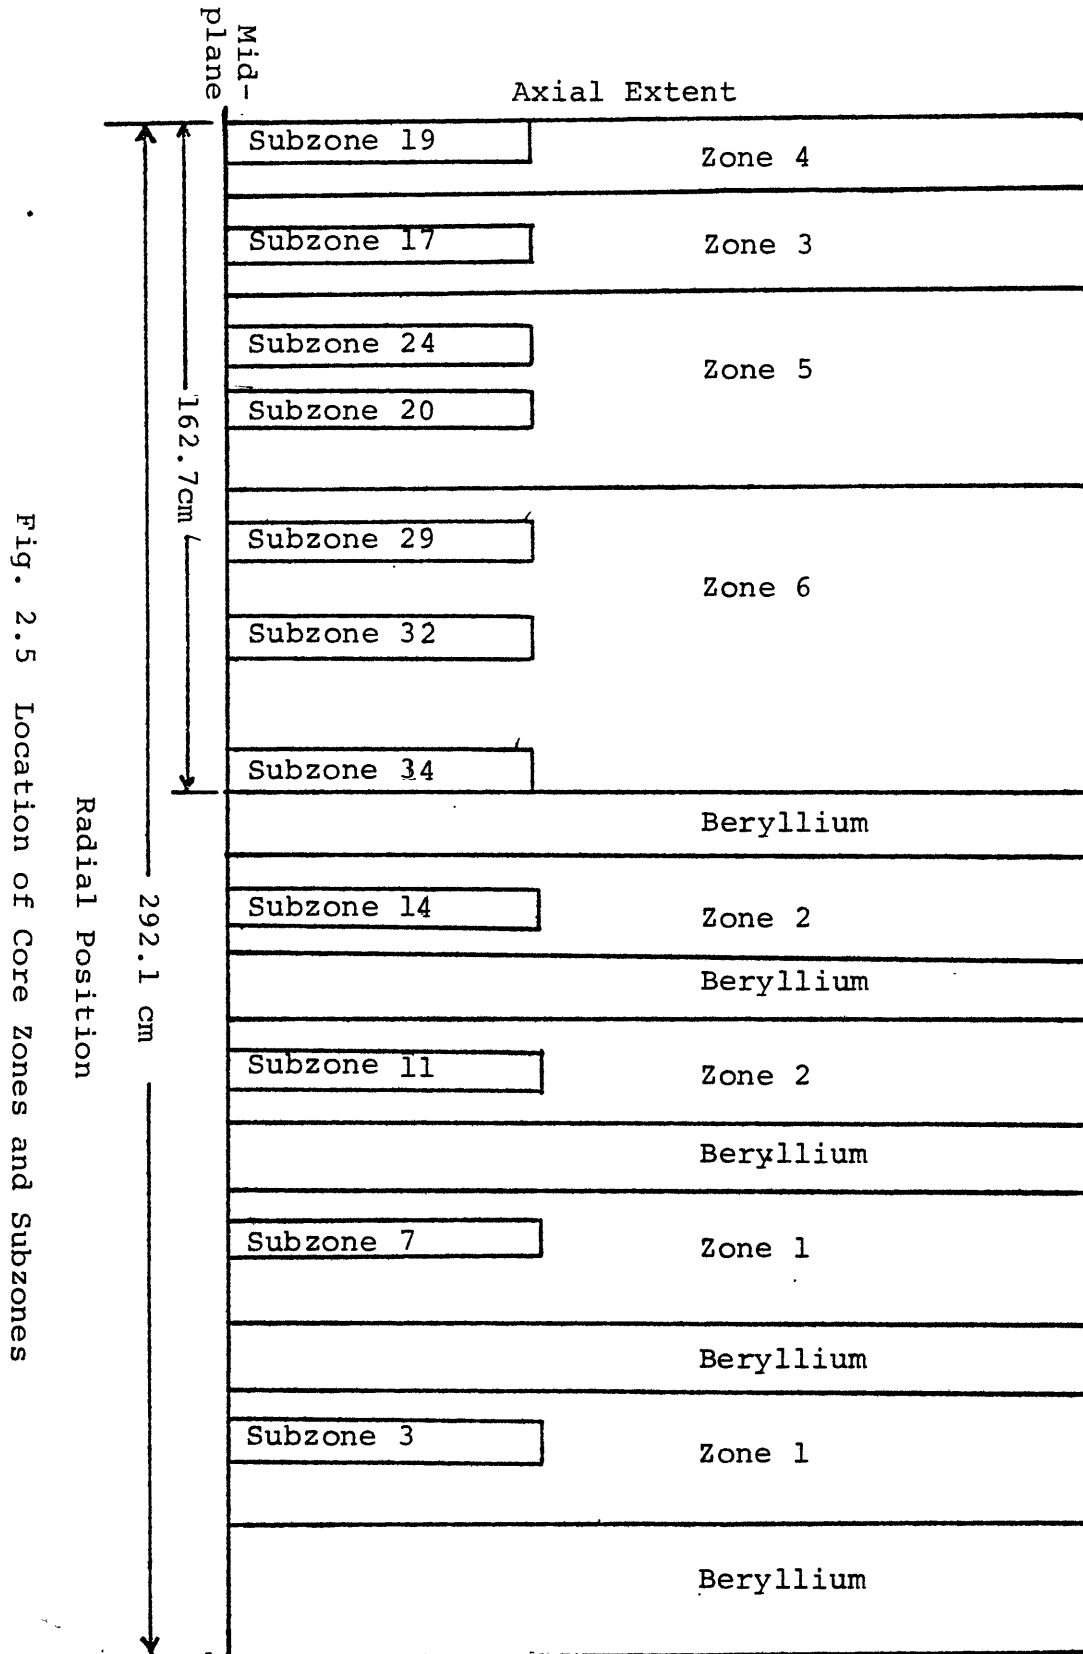 Mid-
plane
Axial Extent
Subzone 19
Zone 4
Subzone 17
Zone 3
Subzone 24
Zone 5
Subzone 20
162.7cm
Subzone 29
Zone 6
Subzone 32
Subzone 34
Beryllium
Subzone 14
Zone 2
Beryllium
Subzone 11
Zone 2
Beryllium
Subzone 7
Zone 1
Beryllium
Subzone 3
Zone 1
Beryllium
292.1 cm
Radial Position
Fig. 2.5 Location of Core Zones and Subzones